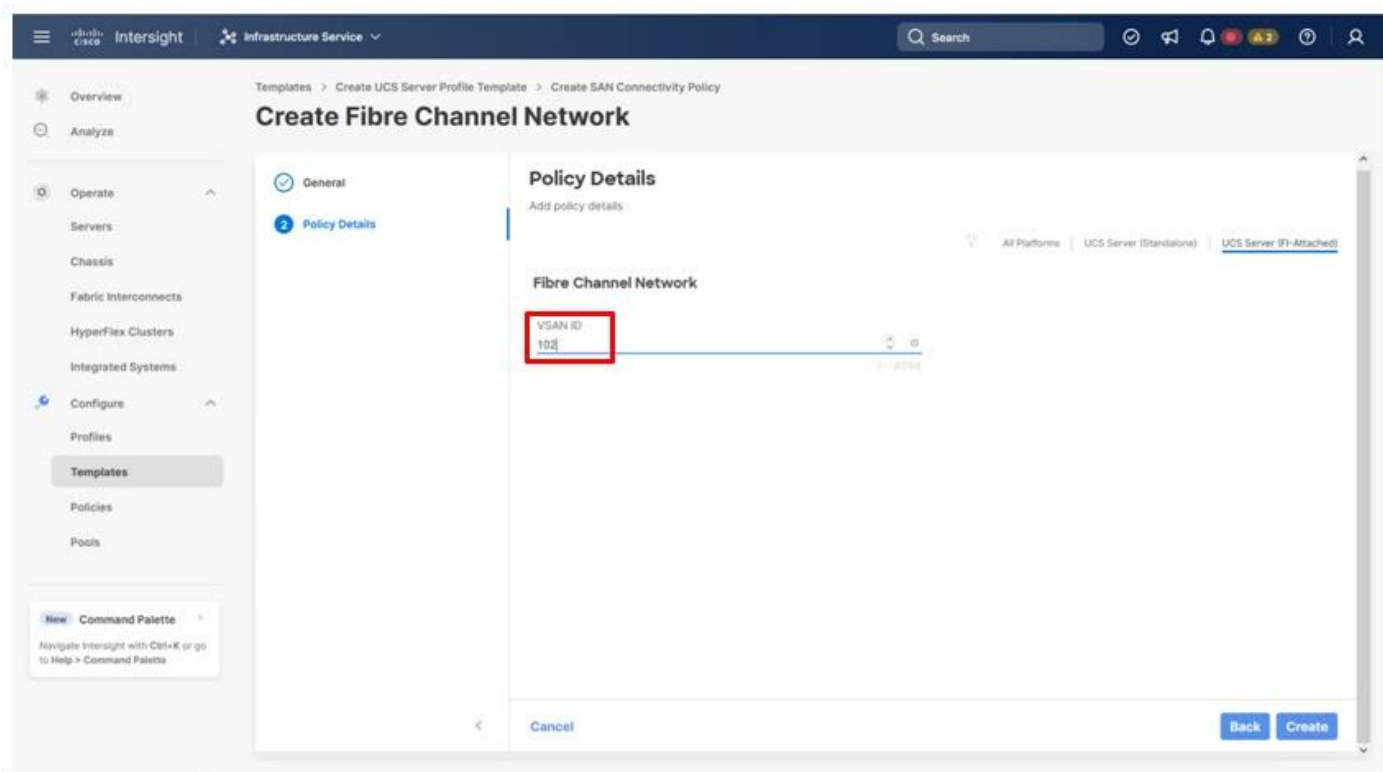 cisco Intersight
Infrastructure Service
Search
2
Overview
Analyze
Operate
Servers
Chassis
Fabric Interconnects
HyperFlex Clusters
Integrated Systems
Configure
Profiles
Templates
Policies
Pools
New Command Palette
Navigate Intersight with Ctrl+K or go
to Help > Command Palette
Templates > Create UCS Server Profile Template > Create SAN Connectivity Policy
Create Fibre Channel Network
General
2 Policy Details
Policy Details
Add policy details
All Platforms | UCS Server (Standalone) | UCS Server (FI-Attached)
Fibre Channel Network
VSAN ID
102
Cancel
Back
Create